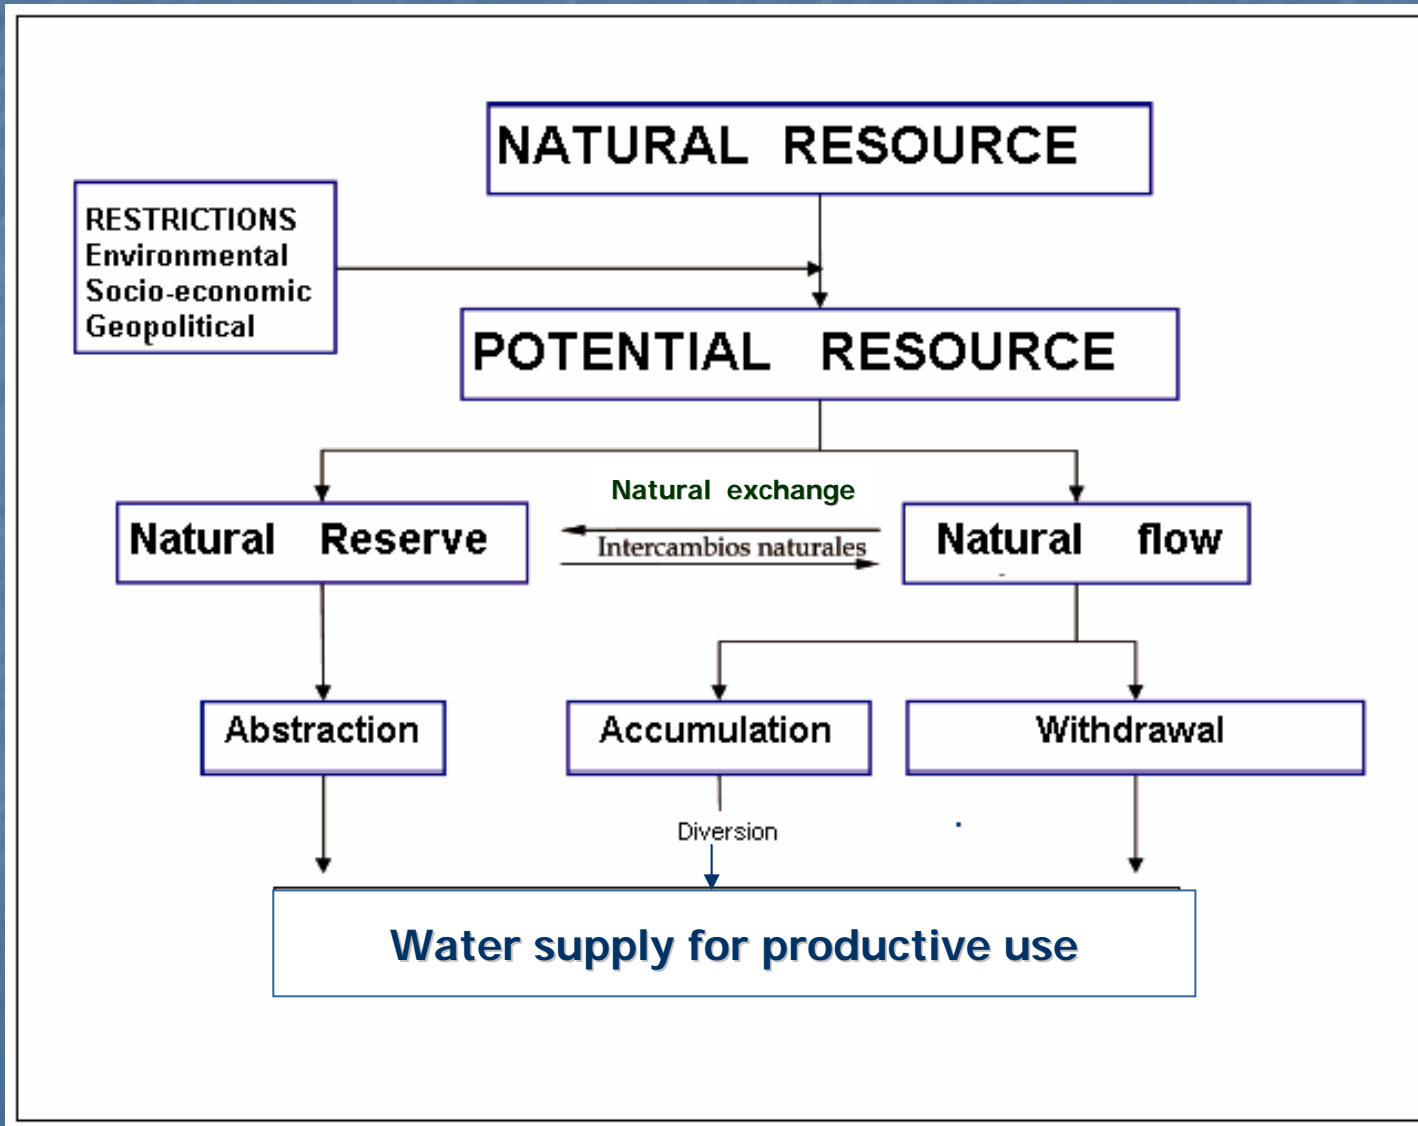 NATURAL RESOURCE
RESTRICTIONS
Environmental
Socio-economic
Geopolitical
POTENTIAL RESOURCE
Natural exchange
Natural Reserve
Intercambios naturales
Natural flow
Abstraction
Accumulation
Withdrawal
Diversion
Water supply for productive use